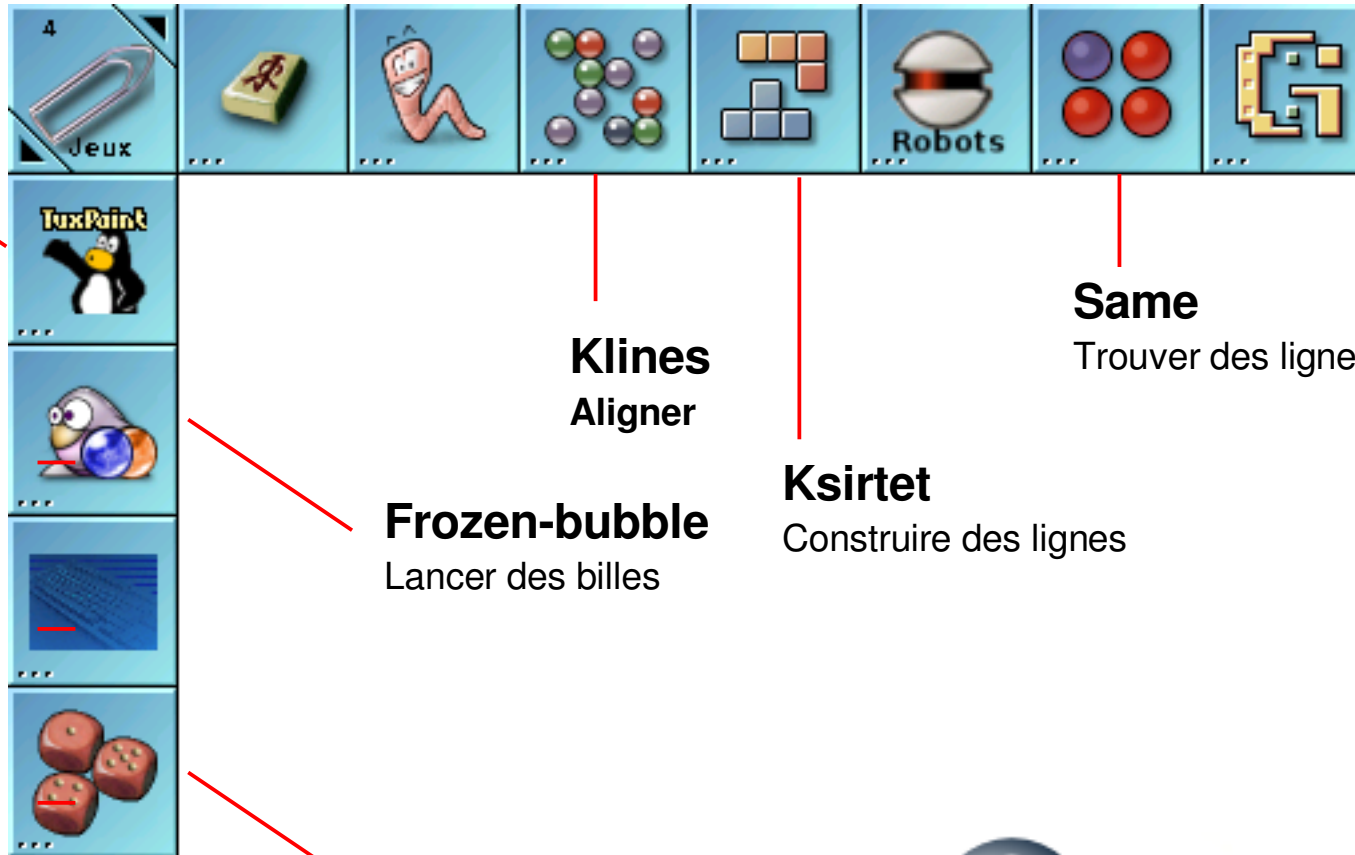 4
Jeux
Robots
TuxPaint
Same
Trouver des ligne
Klines
Aligner
Ksirtet
Construire des lignes
Frozen-bubble
Lancer des billes